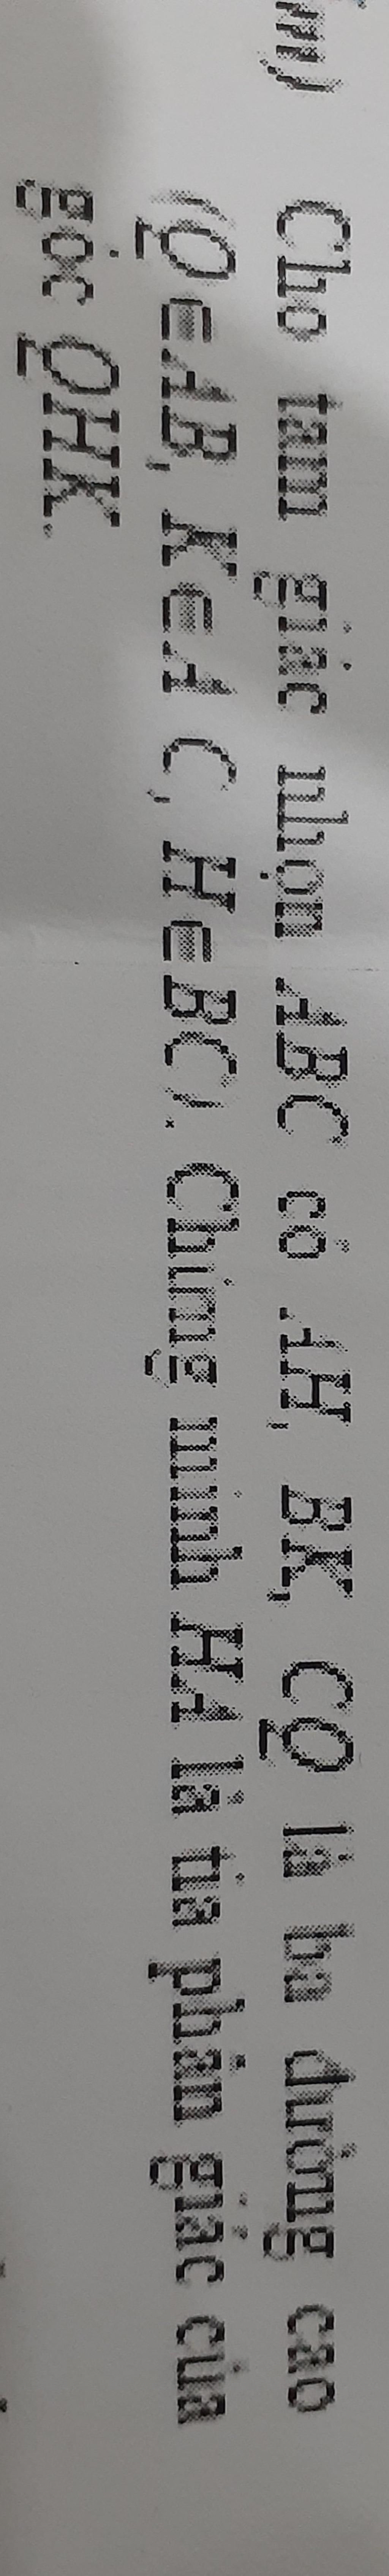 m) Cho tam giác nhọn ABC có AH, BK, CQ là ba đường cao
(Q∈AB, K∈A C, H∈BC). Chứng minh HA là tia phân giác của
góc QHK.